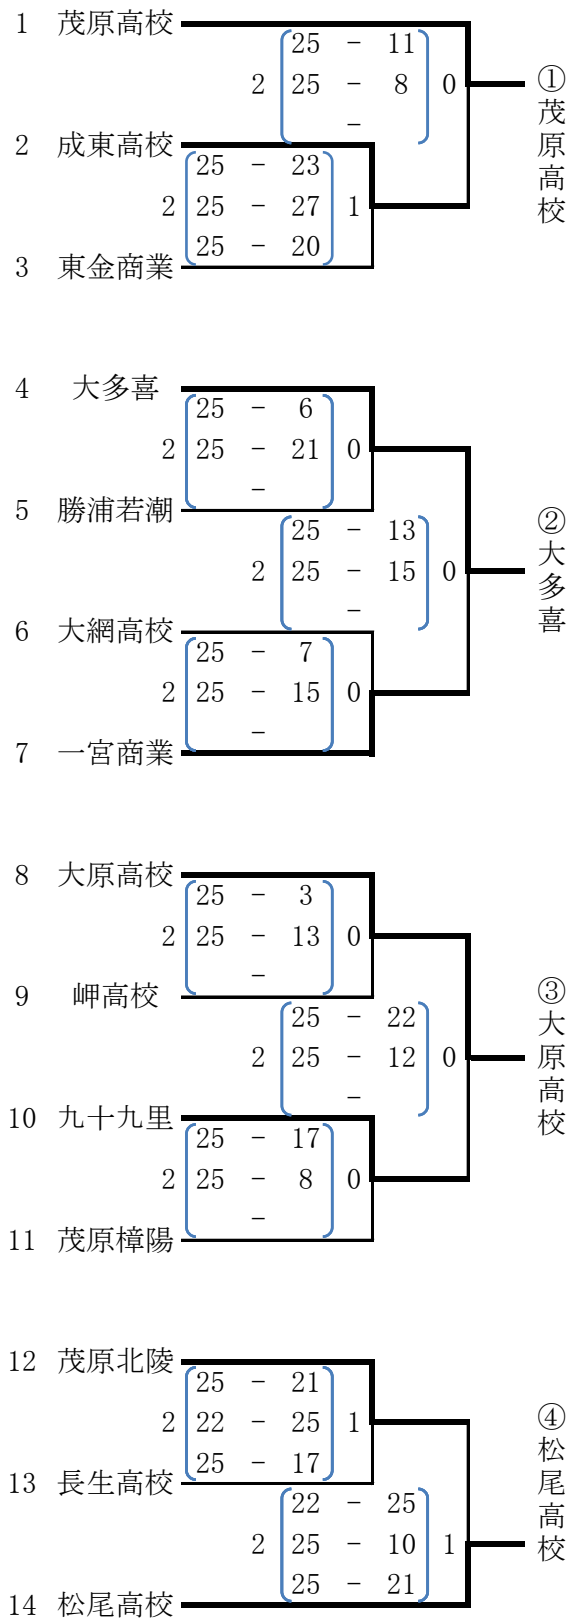 1 茂原高校
25 - 11
2 25 - 8 0
-
①茂原高校
2 成東高校
25 - 23
2 25 - 27 1
25 - 20
3 東金商業
4 大多喜
25 - 6
2 25 - 21 0
-
5 勝浦若潮
25 - 13
2 25 - 15 0
-
②大多喜
6 大網高校
25 - 7
2 25 - 15 0
-
7 一宮商業
8 大原高校
25 - 3
2 25 - 13 0
-
9 岬高校
25 - 22
2 25 - 12 0
-
③大原高校
10 九十九里
25 - 17
2 25 - 8 0
-
11 茂原樟陽
12 茂原北陵
25 - 21
2 22 - 25 1
25 - 17
13 長生高校
22 - 25
2 25 - 10 1
25 - 21
④松尾高校
14 松尾高校